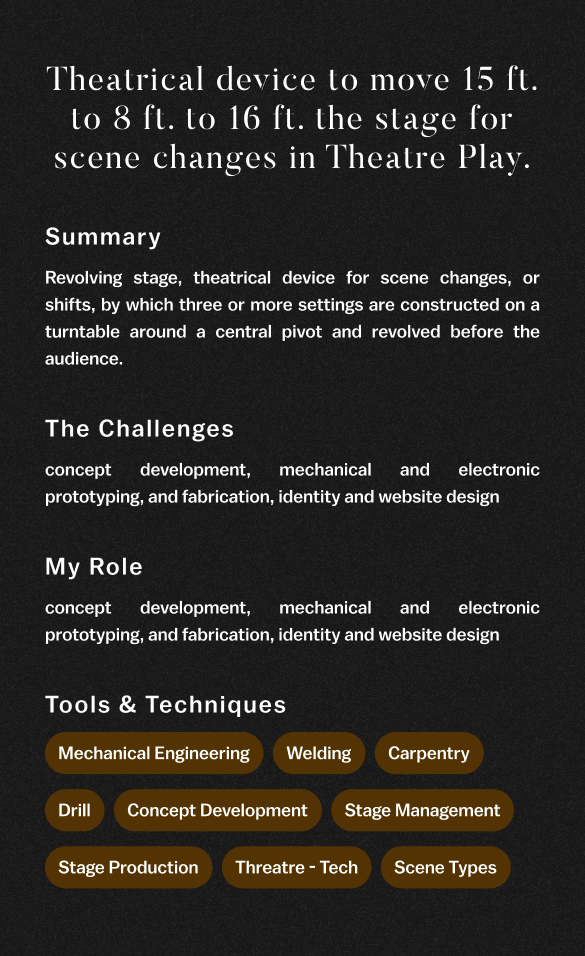 Theatrical device to move 15 ft.
to 8 ft. to 16 ft. the stage for
scene changes in Theatre Play.
Summary
Revolving stage, theatrical device for scene changes, or
shifts, by which three or more settings are constructed on a
turntable around a central pivot and revolved before the
audience.
The Challenges
concept development, mechanical and electronic
prototyping, and fabrication, identity and website design
My Role
concept development, mechanical and electronic
prototyping, and fabrication, identity and website design
Tools & Techniques
Mechanical Engineering Welding Carpentry
Drill Concept Development Stage Management
Stage Production Threatre - Tech Scene Types